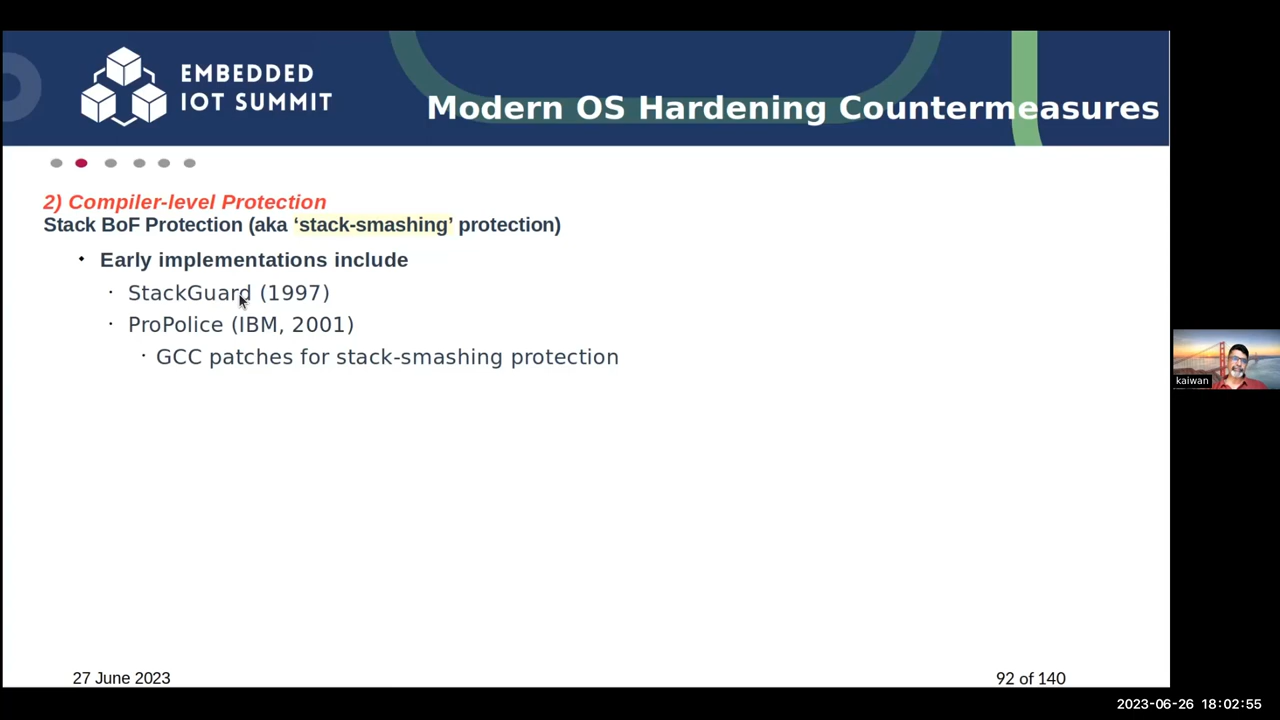 EMBEDDED
IOT SUMMIT
Modern OS Hardening Countermeasures
2) Compiler-level Protection
Stack BoF Protection (aka ‘stack-smashing’ protection)
Early implementations include
StackGuard (1997)
ProPolice (IBM, 2001)
GCC patches for stack-smashing protection
kaiwan
27 June 2023
92 of 140
2023-06-26 18:02:55